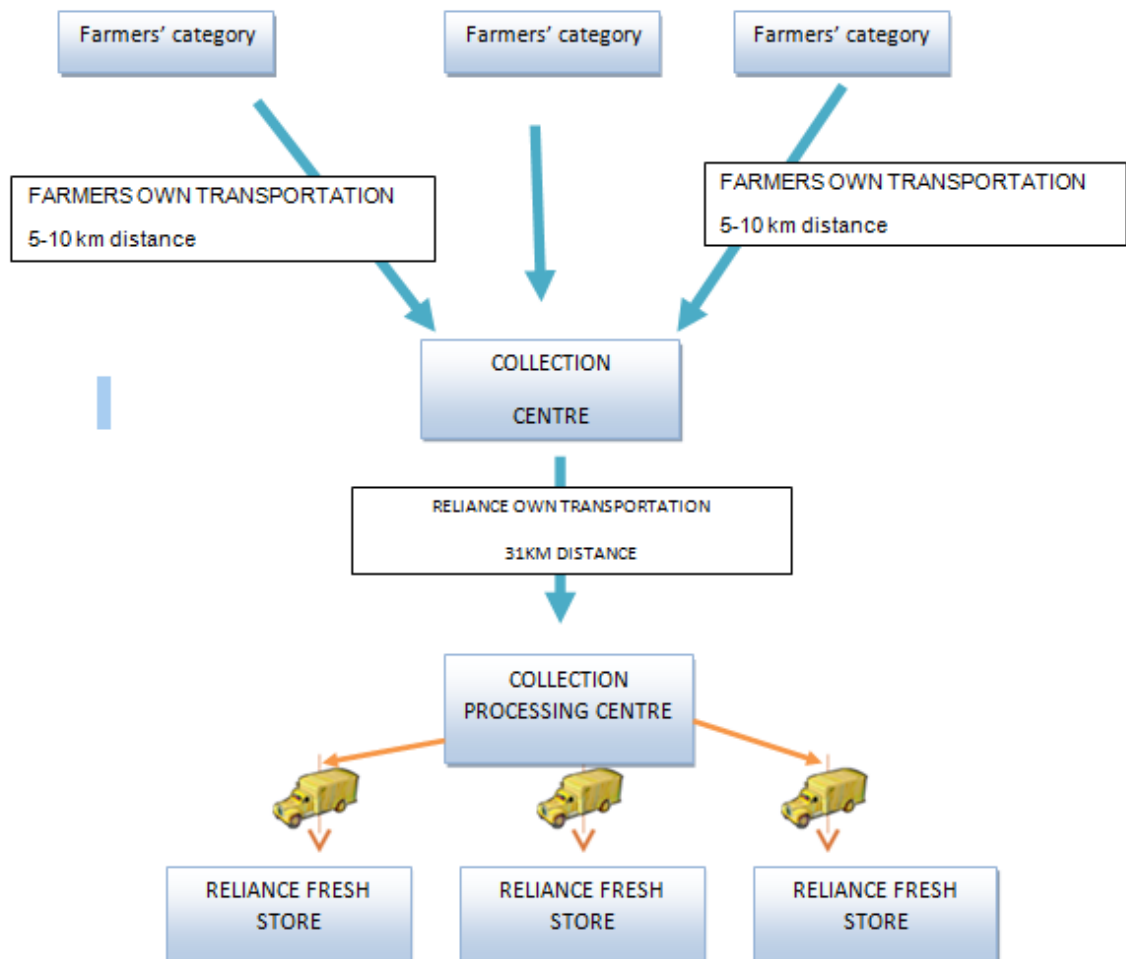 Farmers’ category
Farmers’ category
Farmers’ category
FARMERS OWN TRANSPORTATION
5-10 km distance
FARMERS OWN TRANSPORTATION
5-10 km distance
COLLECTION
CENTRE
RELIANCE OWN TRANSPORTATION
31KM DISTANCE
COLLECTION
PROCESSING CENTRE
RELIANCE FRESH
STORE
RELIANCE FRESH
STORE
RELIANCE FRESH
STORE